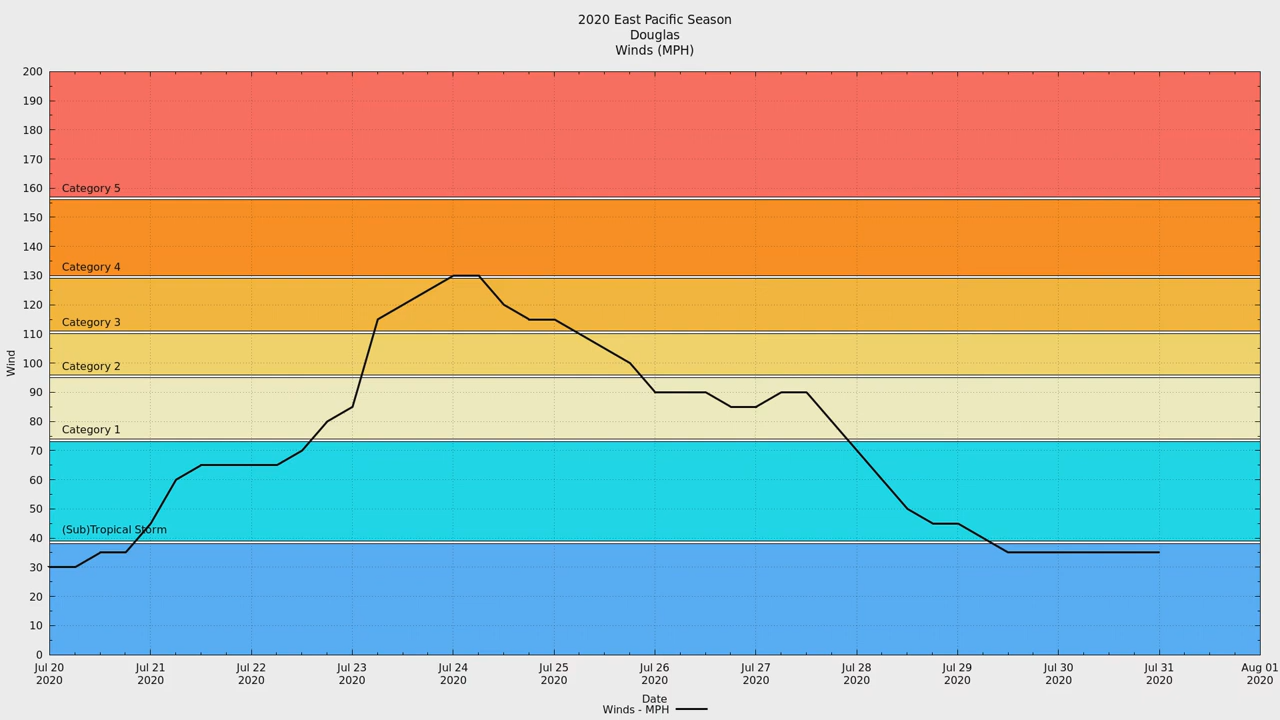 2020 East Pacific Season
Douglas
Winds (MPH)
200
190
180
170
160
150
140
130
120
110
100
90
80
70
60
50
40
30
20
10
0
Wind
Category 5
Category 4
Category 3
Category 2
Category 1
(Sub)Tropical Storm
Jul 20 Jul 21 Jul 22 Jul 23 Jul 24 Jul 25 Jul 26 Jul 27 Jul 28 Jul 29 Jul 30 Jul 31 Aug 01
2020 2020 2020 2020 2020 2020 2020 2020 2020 2020 2020 2020 2020
Date
Winds - MPH